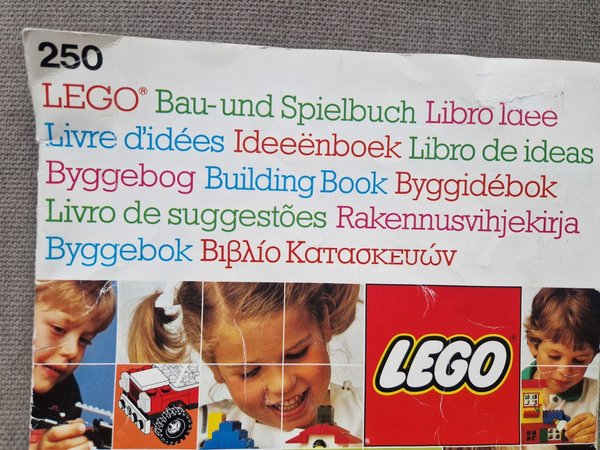 250
LEGO® Bau-und Spielbuch Libro Idee
Livre d'idées Ideeënboek Libro de ideas
Byggebog Building Book Byggidébok
Livro de suggestões Rakennusvihjekirja
Byggebok Βιβλίο Κατασκευών
LEGO®